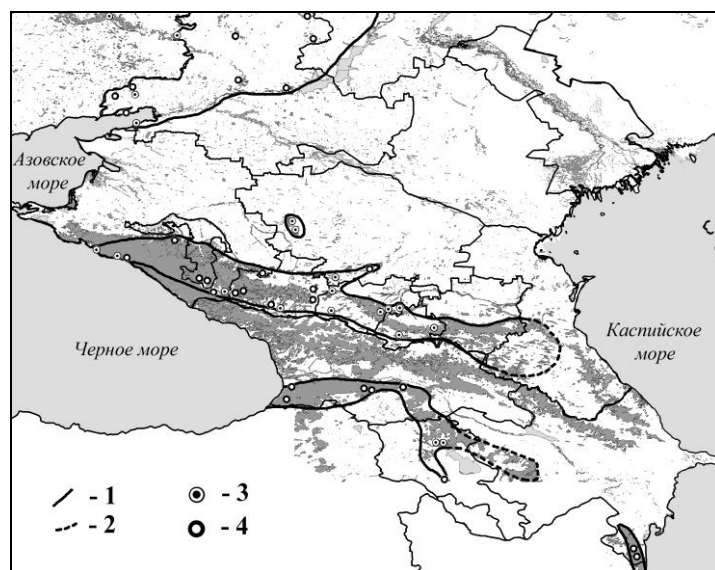 Азовское
море
Черное море
Каспийское
море
- 1
- 2
- 3
- 4